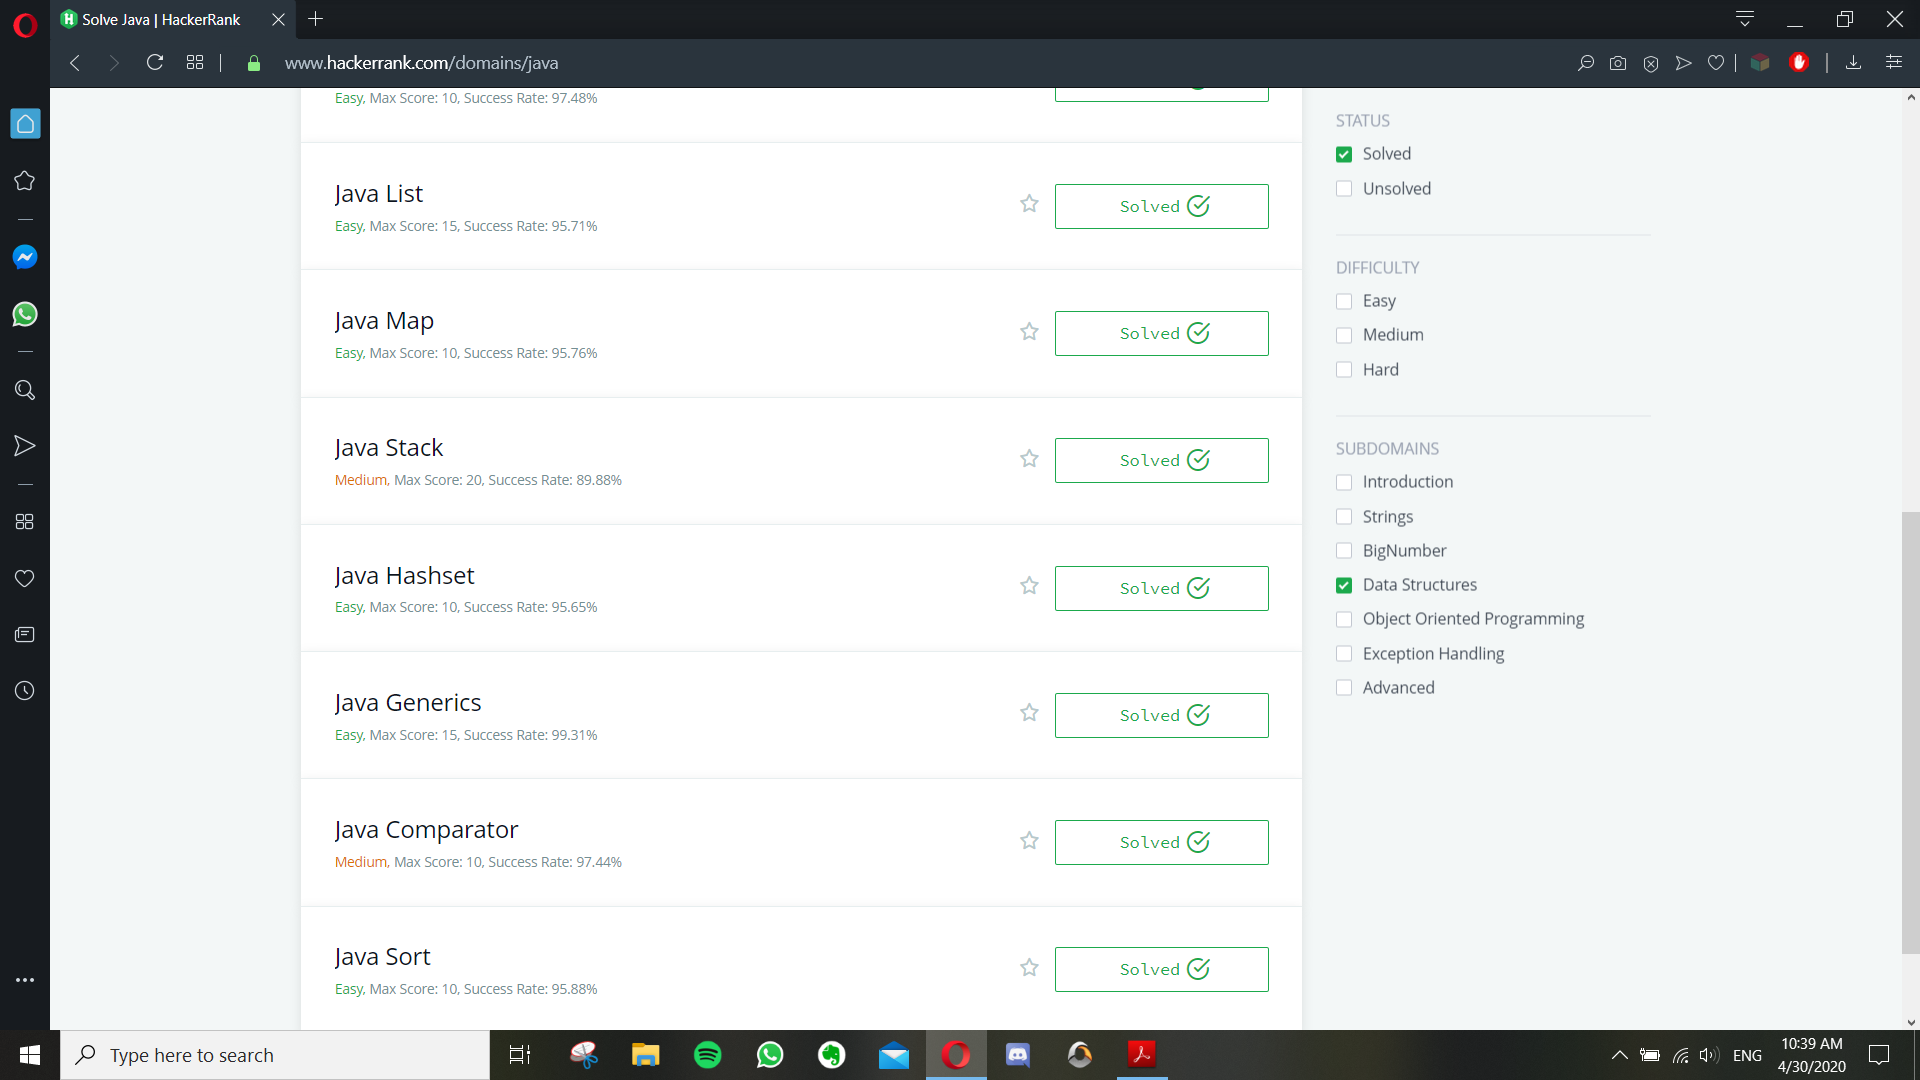 Solve Java | HackerRank
www.hackerrank.com/domains/java
Easy, Max Score: 10, Success Rate: 97.48%
Java List
Easy, Max Score: 15, Success Rate: 95.71%
Solved
Java Map
Easy, Max Score: 10, Success Rate: 95.76%
Solved
Java Stack
Medium, Max Score: 20, Success Rate: 89.88%
Solved
Java Hashset
Easy, Max Score: 10, Success Rate: 95.65%
Solved
Java Generics
Easy, Max Score: 15, Success Rate: 99.31%
Solved
Java Comparator
Medium, Max Score: 10, Success Rate: 97.44%
Solved
Java Sort
Easy, Max Score: 10, Success Rate: 95.88%
Solved
STATUS
Solved
Unsolved
DIFFICULTY
Easy
Medium
Hard
SUBDOMAINS
Introduction
Strings
BigNumber
Data Structures
Object Oriented Programming
Exception Handling
Advanced
Type here to search
ENG
10:39 AM
4/30/2020